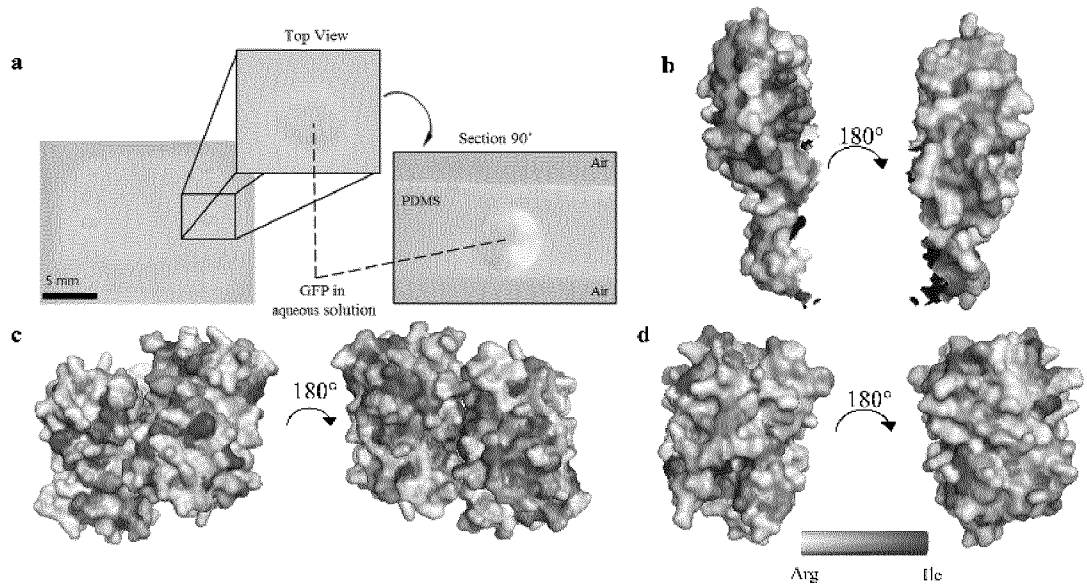 a
Top View
Section 90°
Air
PDMS
Air
5 mm
GFP in
aqueous solution
b
180°
c
180°
d
180°
Arg
Ile